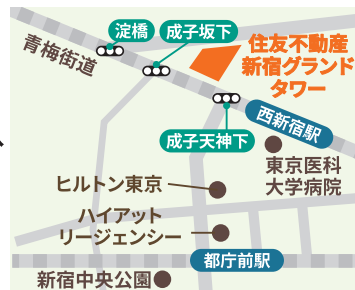 淀橋
成子坂下
青梅街道
住友不動産
新宿グランド
タワー
西新宿駅
成子天神下
東京医科
大学病院
ヒルトン東京
ハイアット
リージェンシー
都庁前駅
新宿中央公園